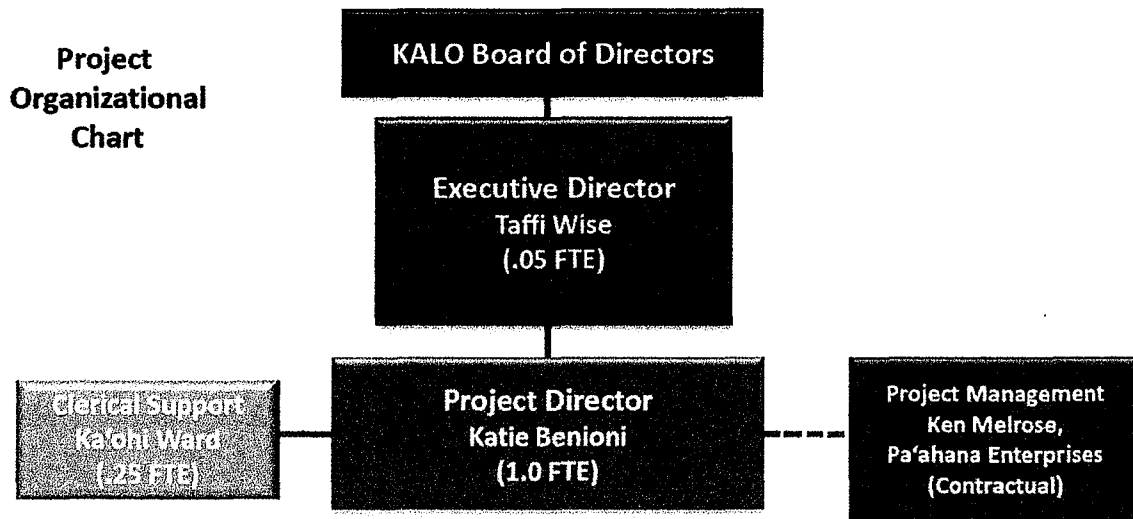 Project
Organizational
Chart
KALO Board of Directors
Executive Director
Taffi Wise
(.05 FTE)
Clerical Support
Ka'ohi Ward
(.25 FTE)
Project Director
Katie Benioni
(1.0 FTE)
Project Management
Ken Melrose,
Pa'ahana Enterprises
(Contractual)